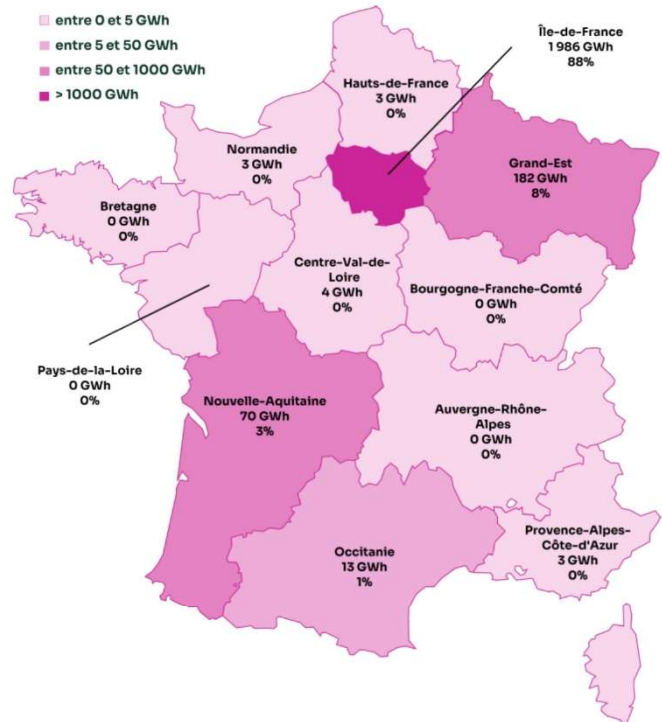 entre 0 et 5 GWh
entre 5 et 50 GWh
entre 50 et 1000 GWh
> 1000 GWh
Île-de-France
1 986 GWh
88%
Hauts-de-France
3 GWh
0%
Normandie
3 GWh
0%
Grand-Est
182 GWh
8%
Bretagne
0 GWh
0%
Centre-Val-de-
Loire
4 GWh
0%
Bourgogne-Franche-Comté
0 GWh
0%
Pays-de-la-Loire
0 GWh
0%
Nouvelle-Aquitaine
70 GWh
3%
Auvergne-Rhône-
Alpes
0 GWh
0%
Occitanie
13 GWh
1%
Provence-Alpes-
Côte-d'Azur
3 GWh
0%